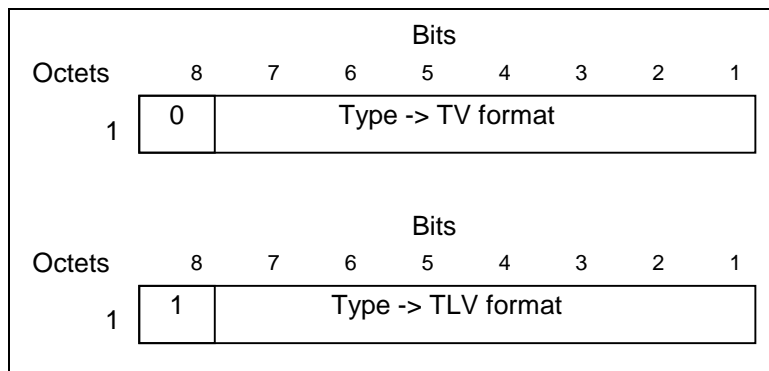 Bits
Octets 8 7 6 5 4 3 2 1
1 0 Type -> TV format
Bits
Octets 8 7 6 5 4 3 2 1
1 1 Type -> TLV format